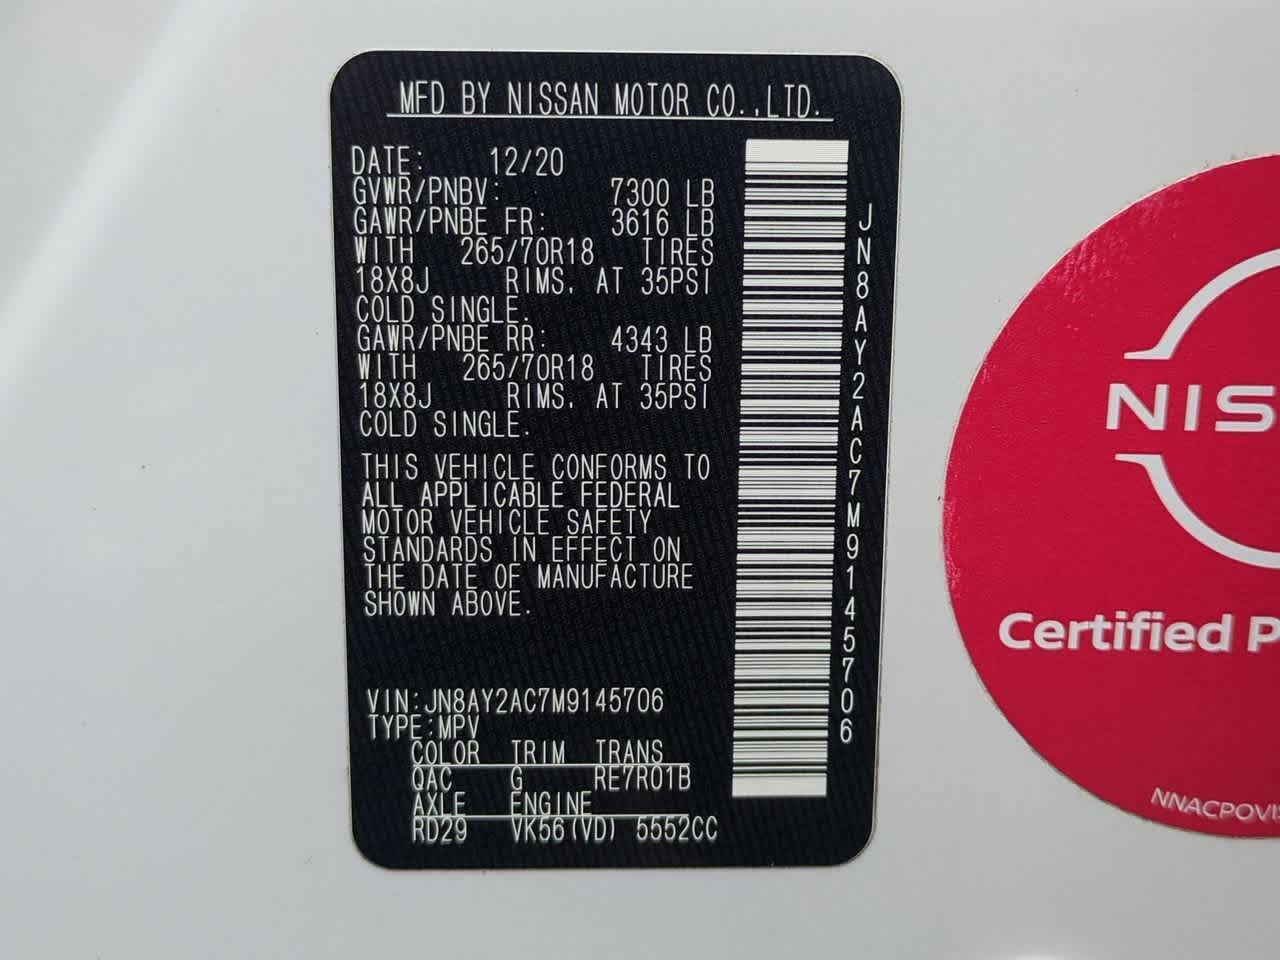 MFD BY NISSAN MOTOR CO.,LTD.
DATE: 12/20
GVWR/PNBV: 7300 LB
GAWR/PNBE FR: 3616 LB
WITH 265/70R18 TIRES
18X8J RIMS. AT 35PSI
COLD SINGLE.
GAWR/PNBE RR: 4343 LB
WITH 265/70R18 TIRES
18X8J RIMS. AT 35PSI
COLD SINGLE.
THIS VEHICLE CONFORMS TO
ALL APPLICABLE FEDERAL
MOTOR VEHICLE SAFETY
STANDARDS IN EFFECT ON
THE DATE OF MANUFACTURE
SHOWN ABOVE.
VIN:JN8AY2AC7M9145706
TYPE:MPV
COLOR TRIM TRANS
QAC G RE7R01B
AXLE ENGINE
RD29 VK56(VD) 5552CC
JN8AY2AC7M9145706
NIS
Certified P
NNACPOVI